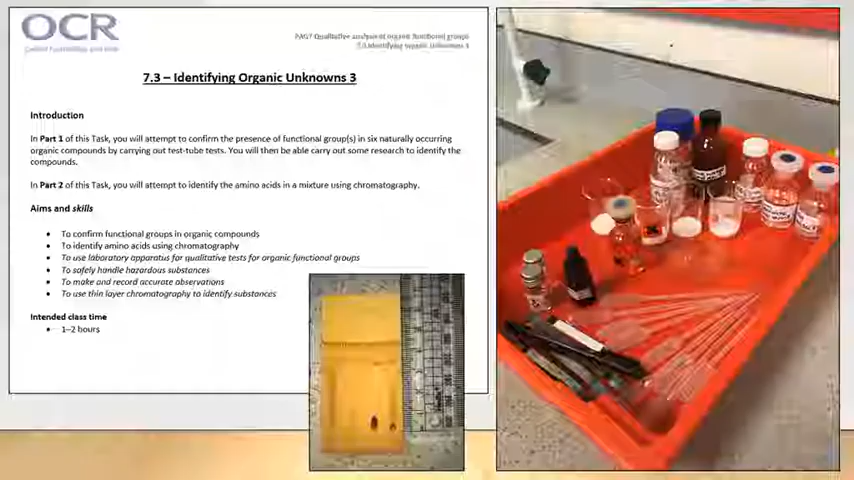 OCR
PAG7 Qualitative analysis of organic functional groups
7.3 Identifying Organic Unknowns 3
7.3 – Identifying Organic Unknowns 3
Introduction
In Part 1 of this Task, you will attempt to confirm the presence of functional group(s) in six naturally occurring
organic compounds by carrying out test-tube tests. You will then be able carry out some research to identify the
compounds.
In Part 2 of this Task, you will attempt to identify the amino acids in a mixture using chromatography.
Aims and skills
• To confirm functional groups in organic compounds
• To identify amino acids using chromatography
• To use laboratory apparatus for qualitative tests for organic functional groups
• To safely handle hazardous substances
• To make and record accurate observations
• To use thin layer chromatography to identify substances
Intended class time
• 1–2 hours